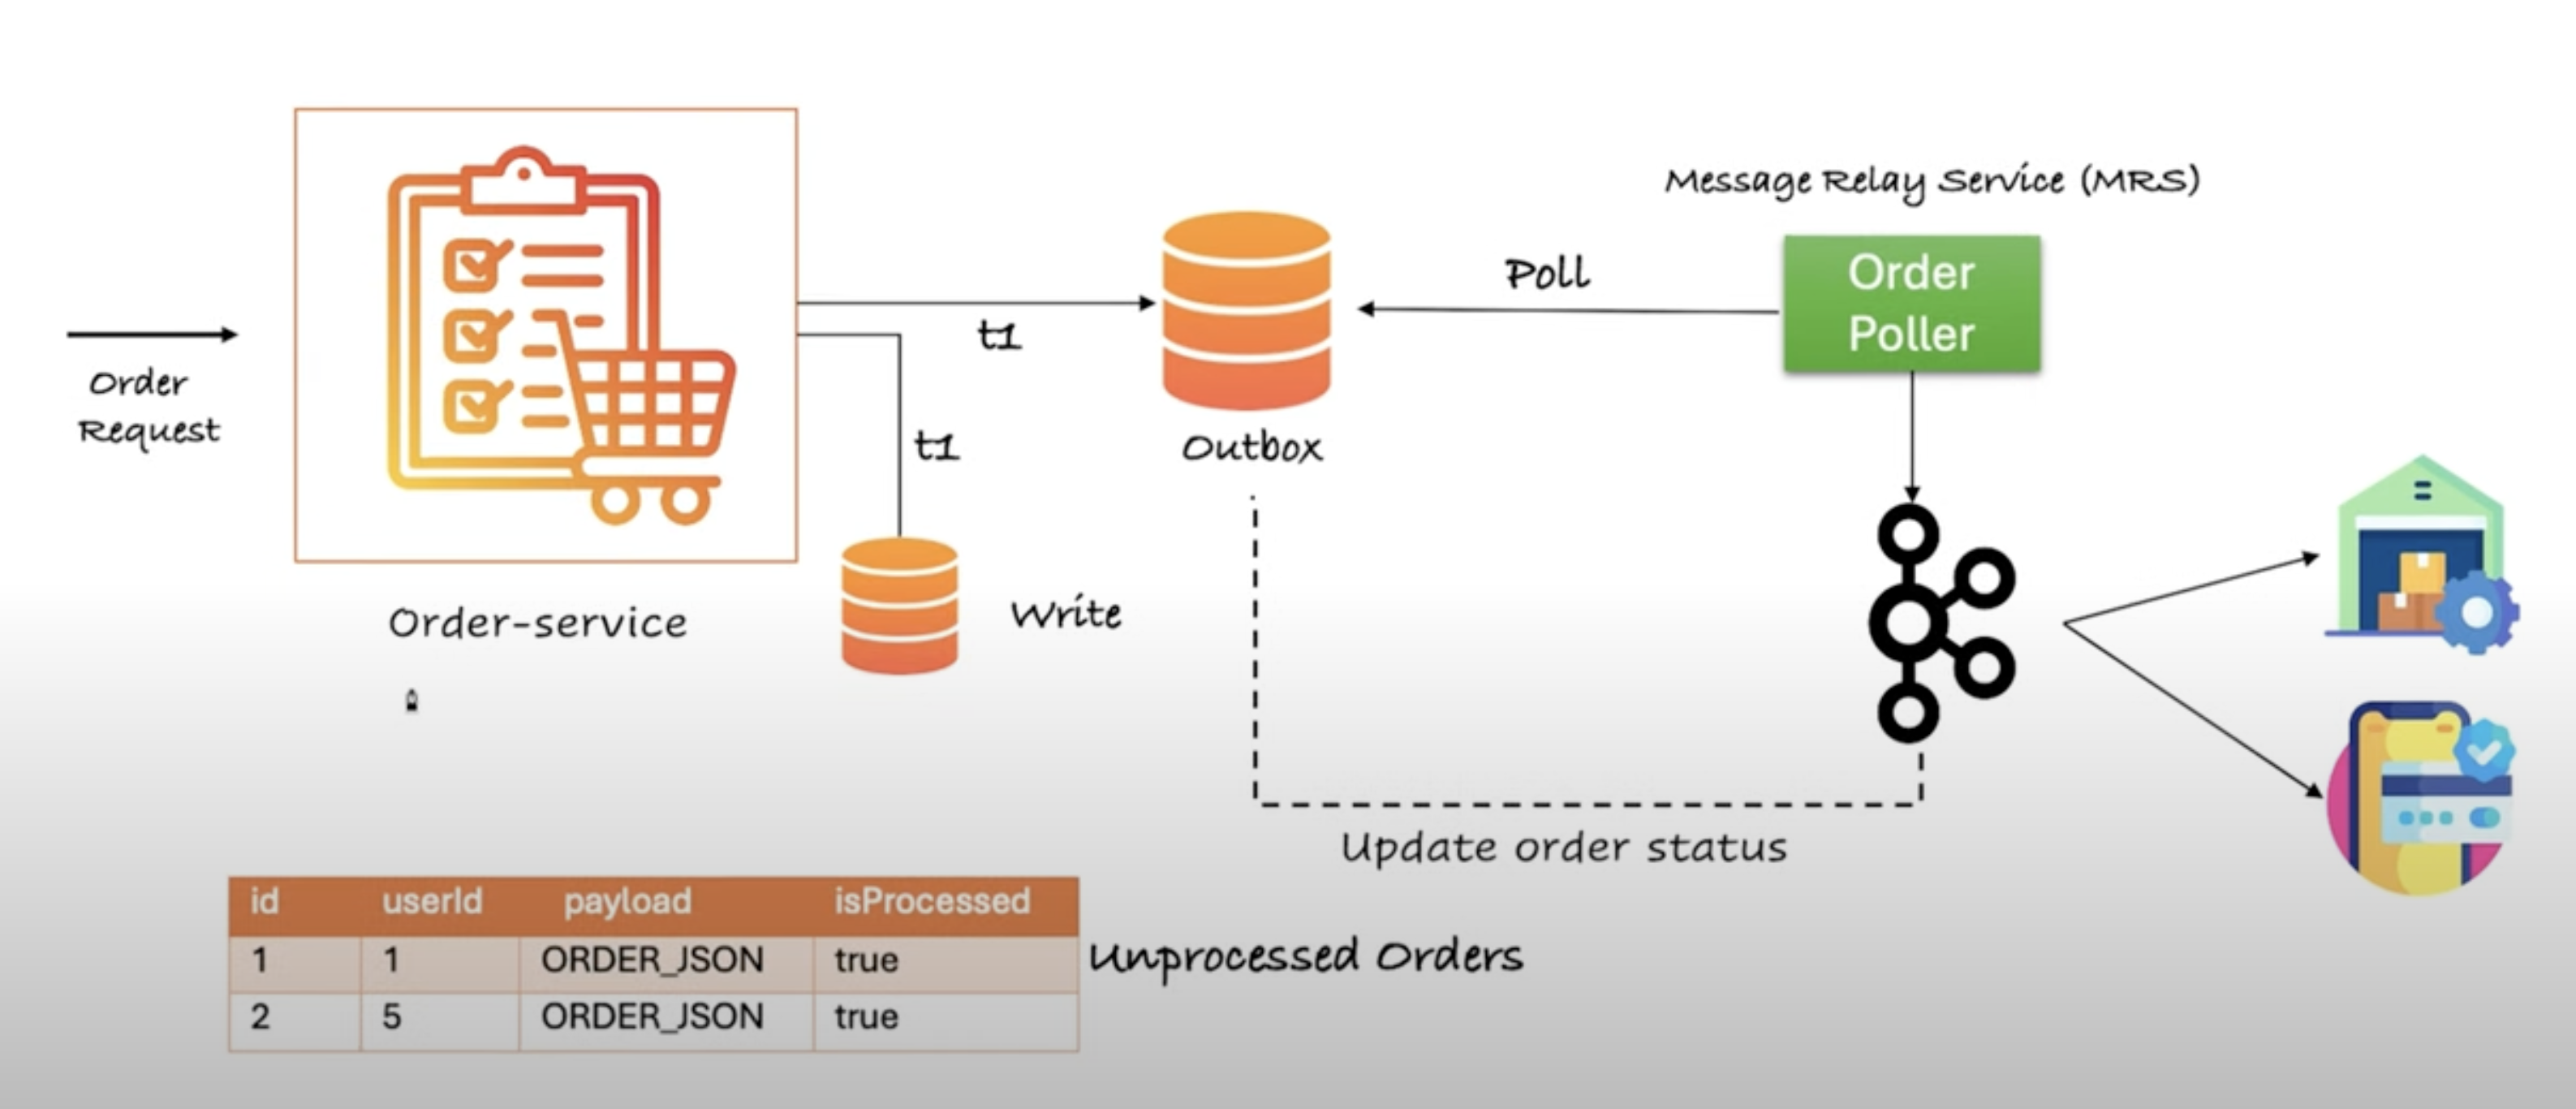 Order
Request
Order-service
t1
t1
Write
Outbox
Poll
Message Relay Service (MRS)
Order
Poller
Update order status
id userId payload isProcessed
1 1 ORDER_JSON true
2 5 ORDER_JSON true
Unprocessed Orders